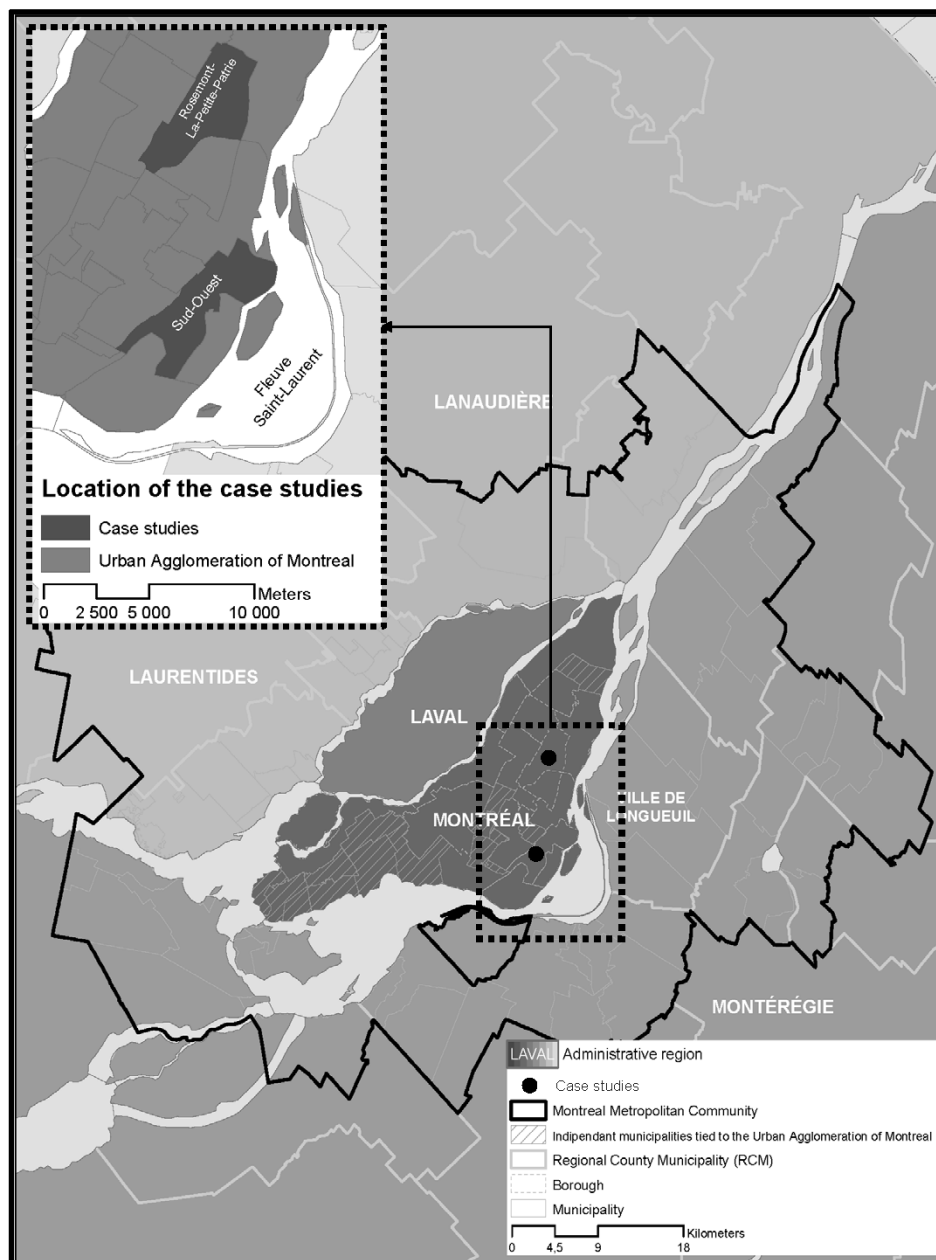 Rosemont-
La-Petite-Patrie
Sud-Ouest
Fleuve
Saint-Laurent
Location of the case studies
Case studies
Urban Agglomeration of Montreal
Meters
0 2 500 5 000 10 000
LANAUDIÈRE
LAURENTIDES
LAVAL
MONTRÉAL
VILLE DE
LONGUEUIL
MONTÉRÉGIE
LAVAL Administrative region
Case studies
Montreal Metropolitan Community
Indipendant municipalities tied to the Urban Agglomeration of Montreal
Regional County Municipality (RCM)
Borough
Municipality
Kilometers
0 4,5 9 18